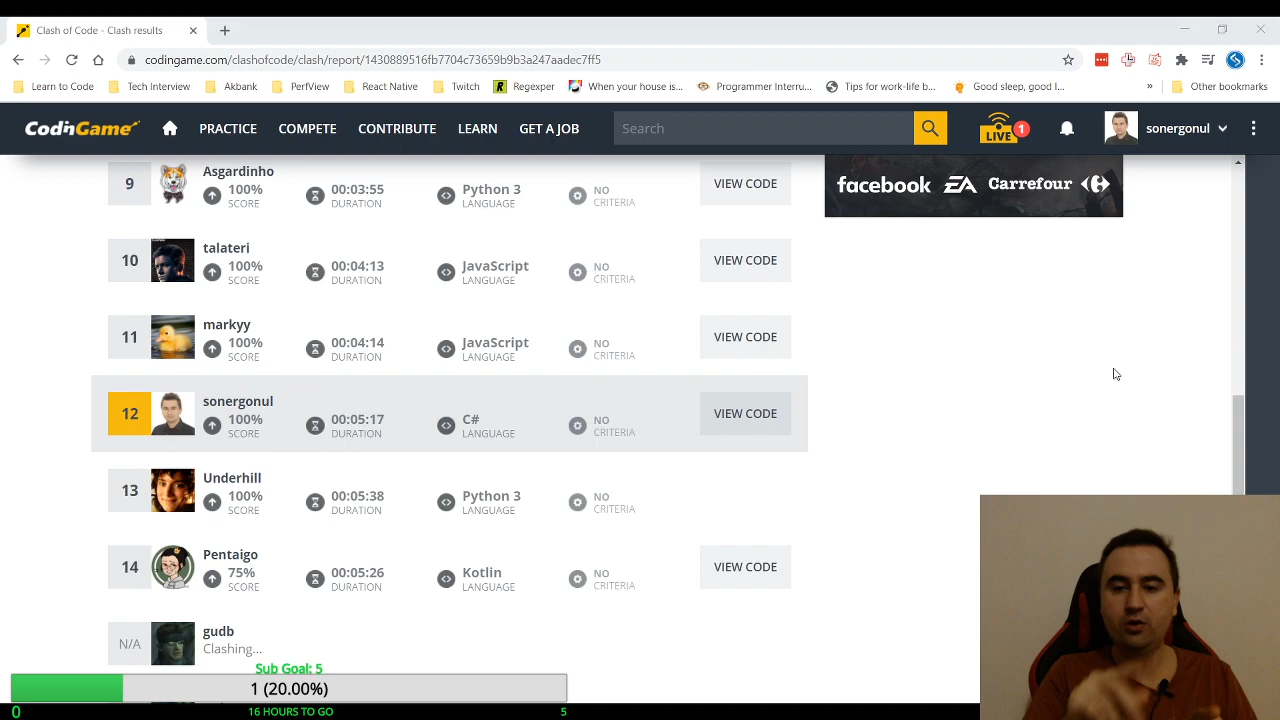 Clash of Code - Clash results
codingame.com/clashofcode/clash/report/1430809516fb7704c73659b9b3a247aadec7ff5
Learn to Code
Tech Interview
Akbank
PerfView
React Native
Regexper
When your house is...
Programmer Interru...
Tips for work-life b...
Good sleep, good l...
»
Other bookmarks
CodinGame
PRACTICE
COMPETE
CONTRIBUTE
LEARN
GET A JOB
Search
LIVE
1
sonergonul
facebook EA Carrefour
9
Asgardinho
100%
SCORE
00:03:55
DURATION
Python 3
LANGUAGE
NO
CRITERIA
VIEW CODE
10
talateri
100%
SCORE
00:04:13
DURATION
JavaScript
LANGUAGE
NO
CRITERIA
VIEW CODE
11
markyy
100%
SCORE
00:04:14
DURATION
JavaScript
LANGUAGE
NO
CRITERIA
VIEW CODE
12
sonergonul
100%
SCORE
00:05:17
DURATION
C#
LANGUAGE
NO
CRITERIA
VIEW CODE
13
Underhill
100%
SCORE
00:05:38
DURATION
Python 3
LANGUAGE
NO
CRITERIA
14
Pentaigo
75%
SCORE
00:05:26
DURATION
Kotlin
LANGUAGE
NO
CRITERIA
VIEW CODE
N/A
gudb
Clashing...
Sub Goal: 5
1 (20.00%)
0
16 HOURS TO GO
5